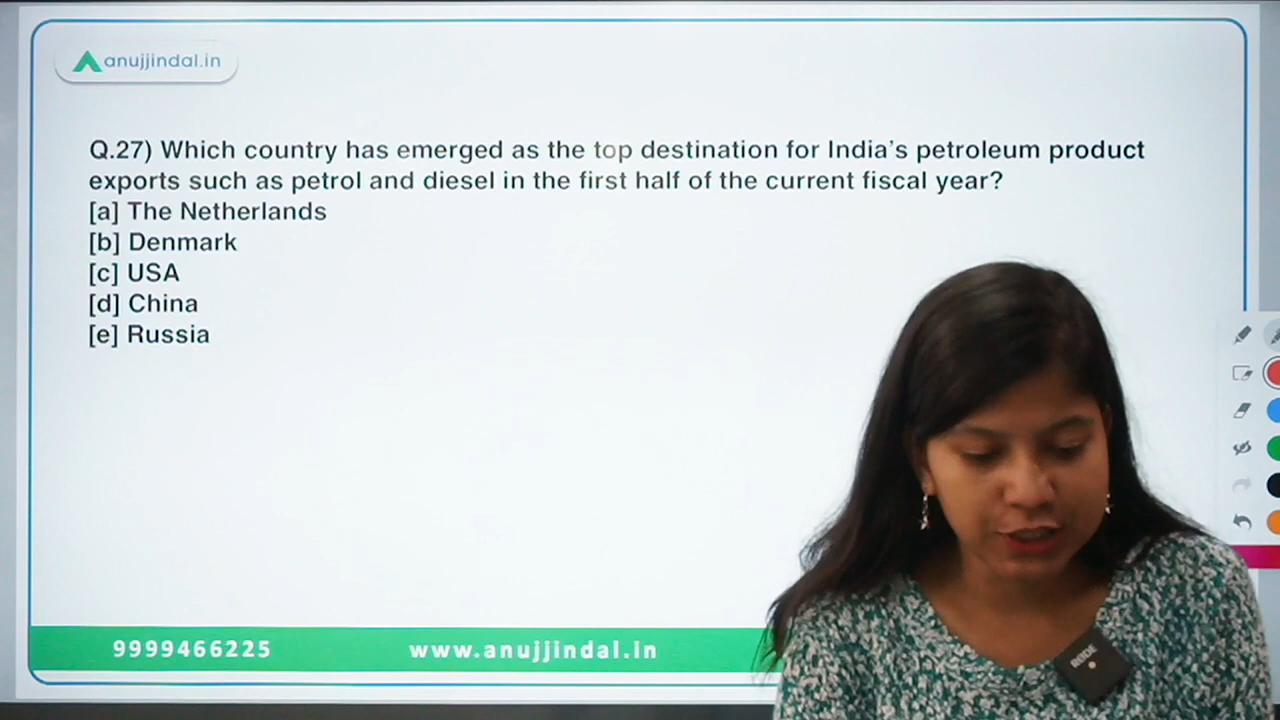 anujjindal.in
Q.27) Which country has emerged as the top destination for India's petroleum product
exports such as petrol and diesel in the first half of the current fiscal year?
[a] The Netherlands
[b] Denmark
[c] USA
[d] China
[e] Russia
9999466225
www.anujjindal.in
RODE